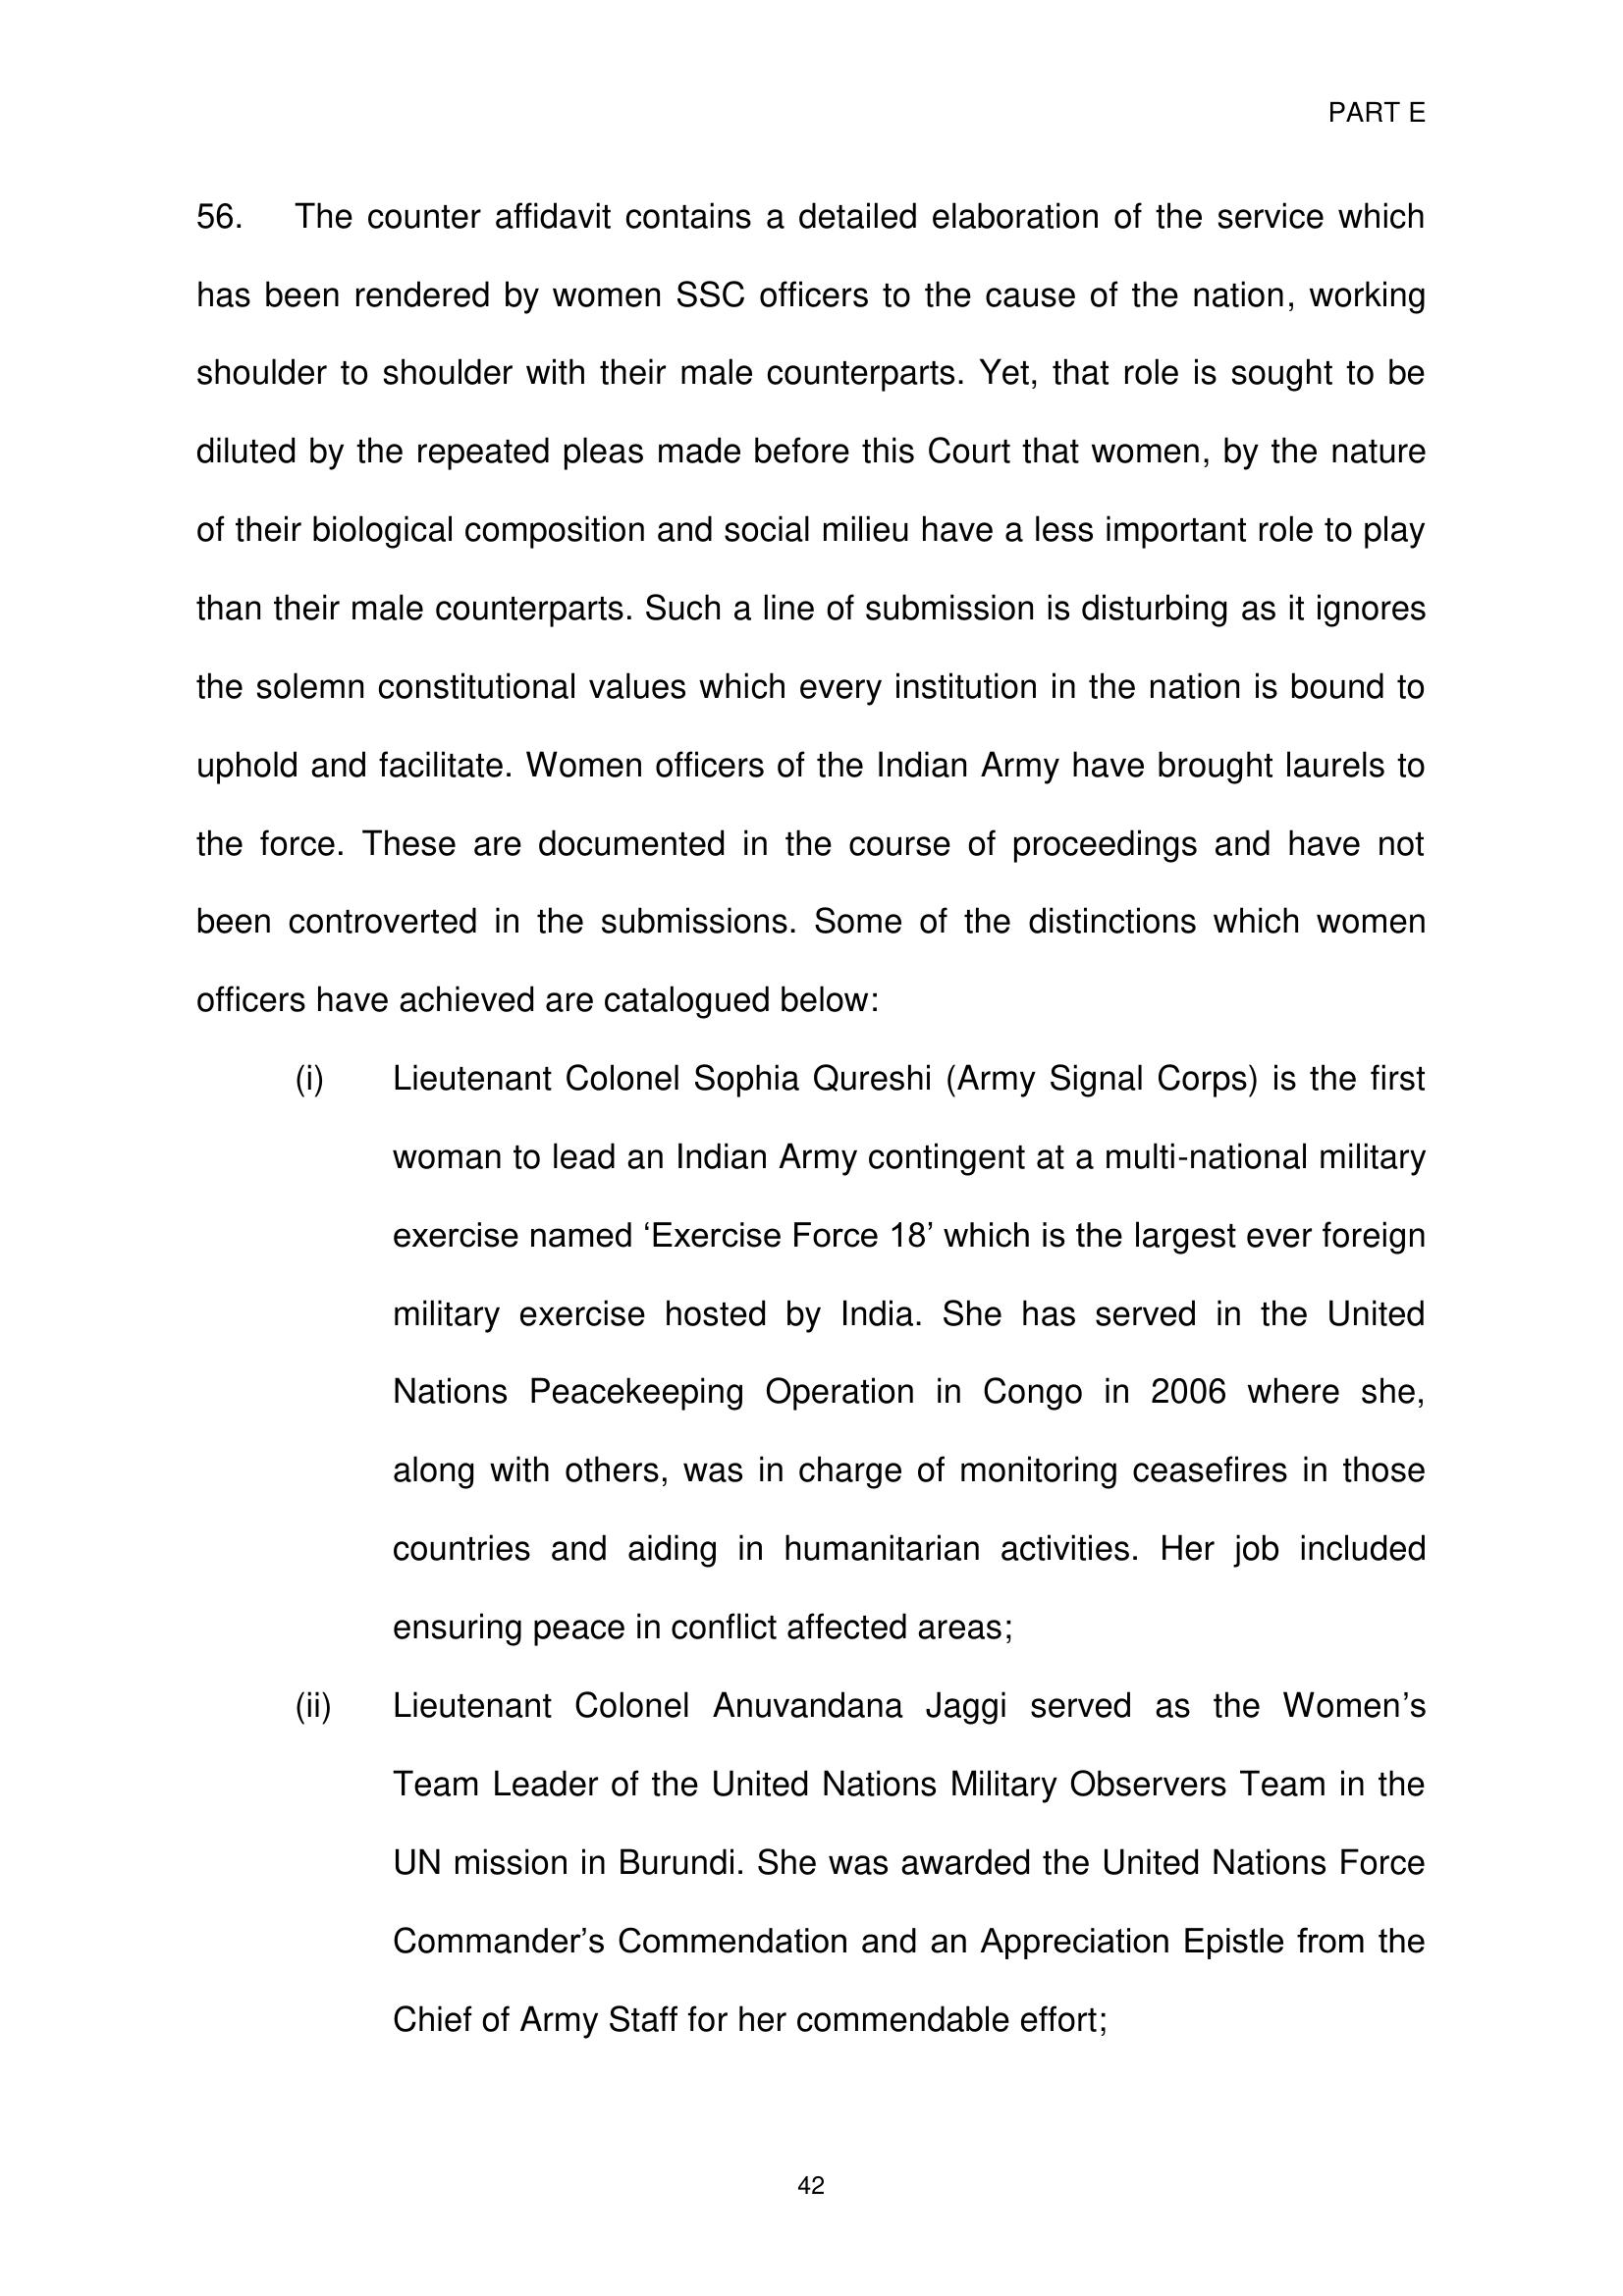 PART E
56. The counter affidavit contains a detailed elaboration of the service which
has been rendered by women SSC officers to the cause of the nation, working
shoulder to shoulder with their male counterparts. Yet, that role is sought to be
diluted by the repeated pleas made before this Court that women, by the nature
of their biological composition and social milieu have a less important role to play
than their male counterparts. Such a line of submission is disturbing as it ignores
the solemn constitutional values which every institution in the nation is bound to
uphold and facilitate. Women officers of the Indian Army have brought laurels to
the force. These are documented in the course of proceedings and have not
been controverted in the submissions. Some of the distinctions which women
officers have achieved are catalogued below:
(i) Lieutenant Colonel Sophia Qureshi (Army Signal Corps) is the first
woman to lead an Indian Army contingent at a multi-national military
exercise named ‘Exercise Force 18’ which is the largest ever foreign
military exercise hosted by India. She has served in the United
Nations Peacekeeping Operation in Congo in 2006 where she,
along with others, was in charge of monitoring ceasefires in those
countries and aiding in humanitarian activities. Her job included
ensuring peace in conflict affected areas;
(ii) Lieutenant Colonel Anuvandana Jaggi served as the Women’s
Team Leader of the United Nations Military Observers Team in the
UN mission in Burundi. She was awarded the United Nations Force
Commander’s Commendation and an Appreciation Epistle from the
Chief of Army Staff for her commendable effort;
42